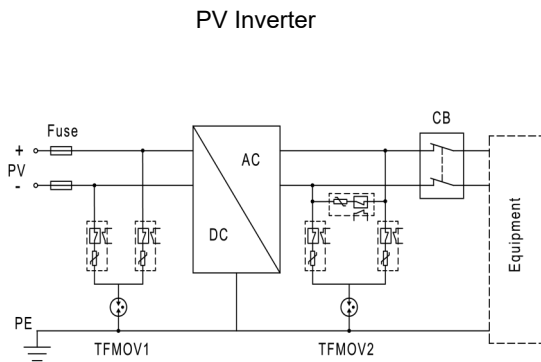 PV Inverter
CB
Fuse
+
PV
-
AC
DC
Equipment
PE
TFMOV1
TFMOV2